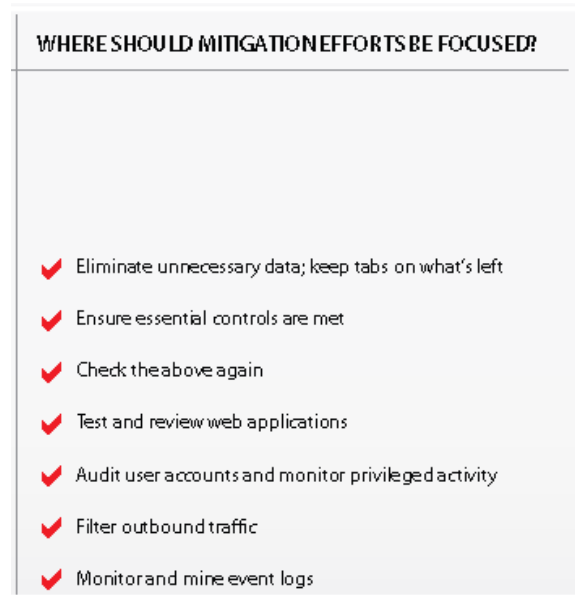 WHERE SHOULD MITIGATION EFFORTS BE FOCUSED?
Eliminate unnecessary data; keep tabs on what's left
Ensure essential controls are met
Check the above again
Test and review web applications
Audit user accounts and monitor privileged activity
Filter outbound traffic
Monitor and mine event logs